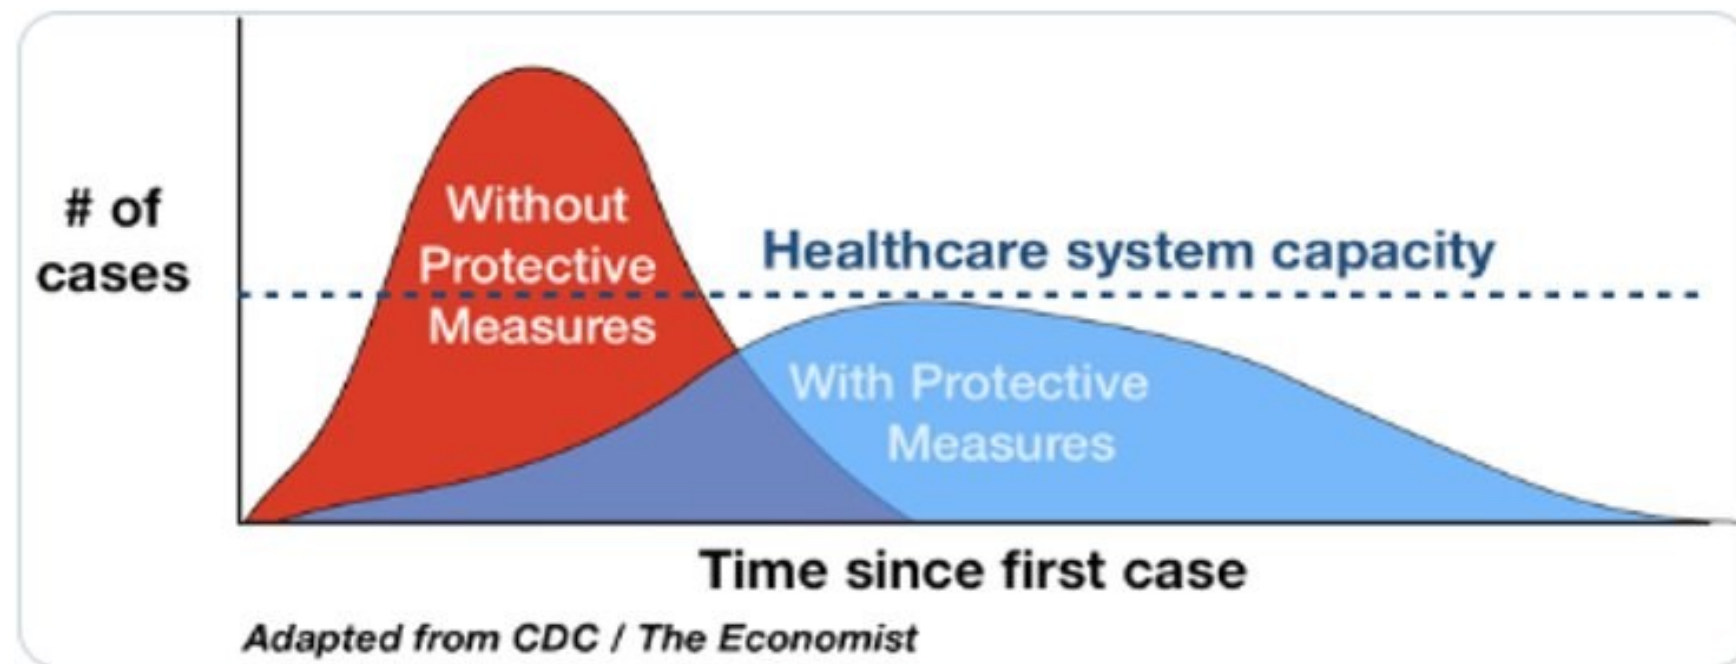 # of
cases
Without
Protective
Measures
Healthcare system capacity
With Protective
Measures
Time since first case
Adapted from CDC / The Economist